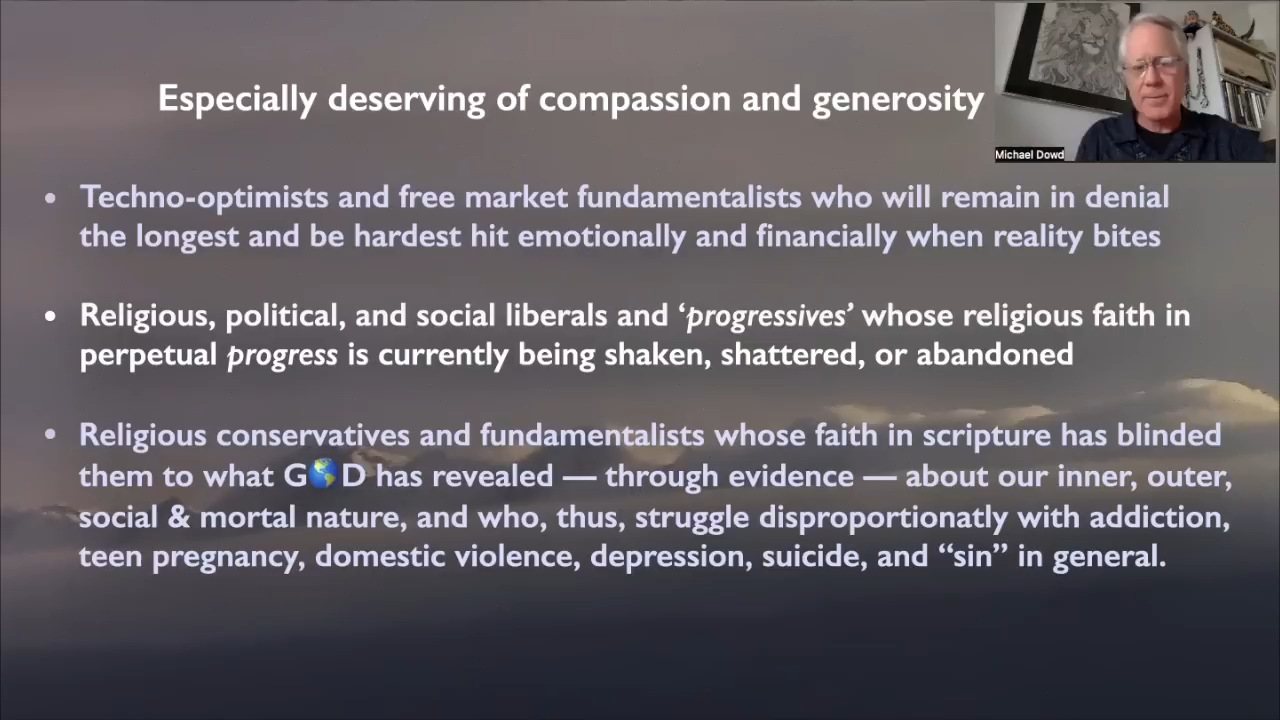 Especially deserving of compassion and generosity
Michael Dowd
• Techno-optimists and free market fundamentalists who will remain in denial
the longest and be hardest hit emotionally and financially when reality bites
• Religious, political, and social liberals and ‘progressives’ whose religious faith in
perpetual progress is currently being shaken, shattered, or abandoned
• Religious conservatives and fundamentalists whose faith in scripture has blinded
them to what G🌎D has revealed — through evidence — about our inner, outer,
social & mortal nature, and who, thus, struggle disproportionatly with addiction,
teen pregnancy, domestic violence, depression, suicide, and “sin” in general.